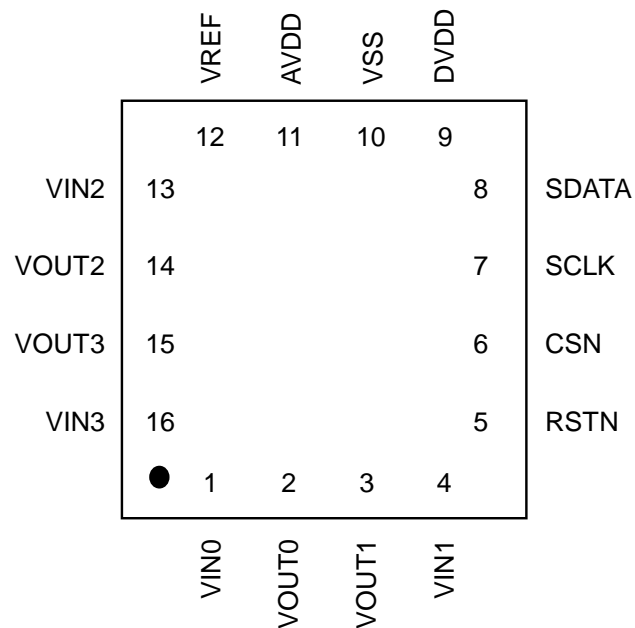 VREF AVDD VSS DVDD
12 11 10 9
VIN2 13 8 SDATA
VOUT2 14 7 SCLK
VOUT3 15 6 CSN
VIN3 16 5 RSTN
1 2 3 4
VIN0 VOUT0 VOUT1 VIN1